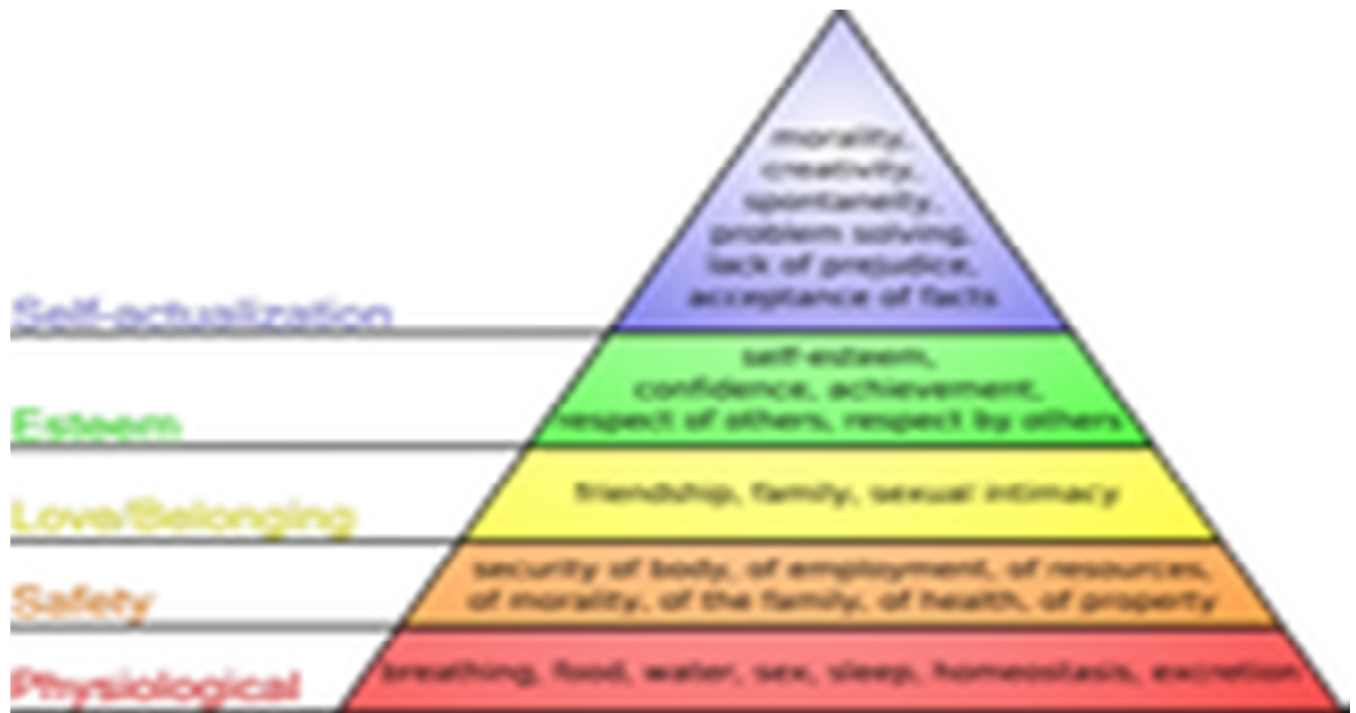 morality,
creativity,
spontaneity,
problem solving,
lack of prejudice,
acceptance of facts
Self-actualization
self-esteem,
confidence, achievement,
respect of others, respect by others
Esteem
friendship, family, sexual intimacy
Love/Belonging
security of body, of employment, of resources,
of morality, of the family, of health, of property
Safety
breathing, food, water, sex, sleep, homeostasis, excretion
Physiological